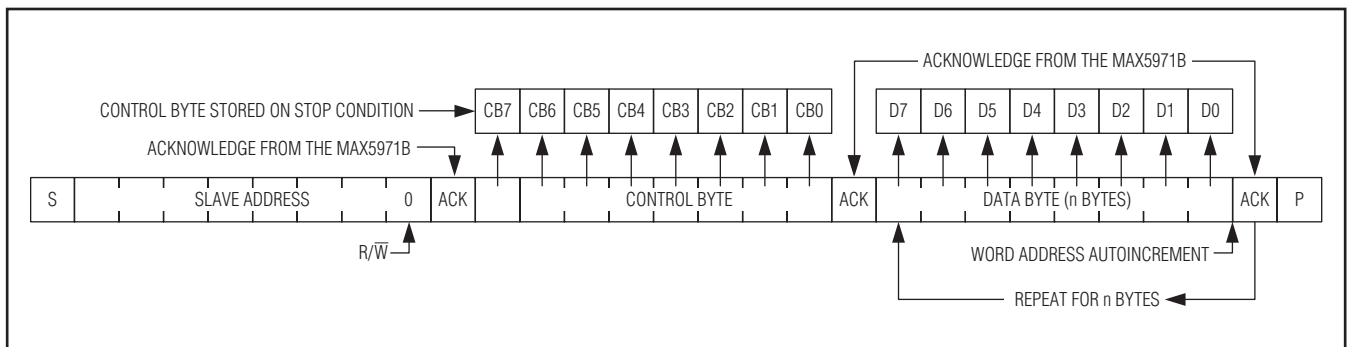 ACKNOWLEDGE FROM THE MAX5971B
CONTROL BYTE STORED ON STOP CONDITION
CB7 CB6 CB5 CB4 CB3 CB2 CB1 CB0
D7 D6 D5 D4 D3 D2 D1 D0
ACKNOWLEDGE FROM THE MAX5971B
S SLAVE ADDRESS 0 ACK CONTROL BYTE ACK DATA BYTE (n BYTES) ACK P
R/W̅
WORD ADDRESS AUTOINCREMENT
REPEAT FOR n BYTES